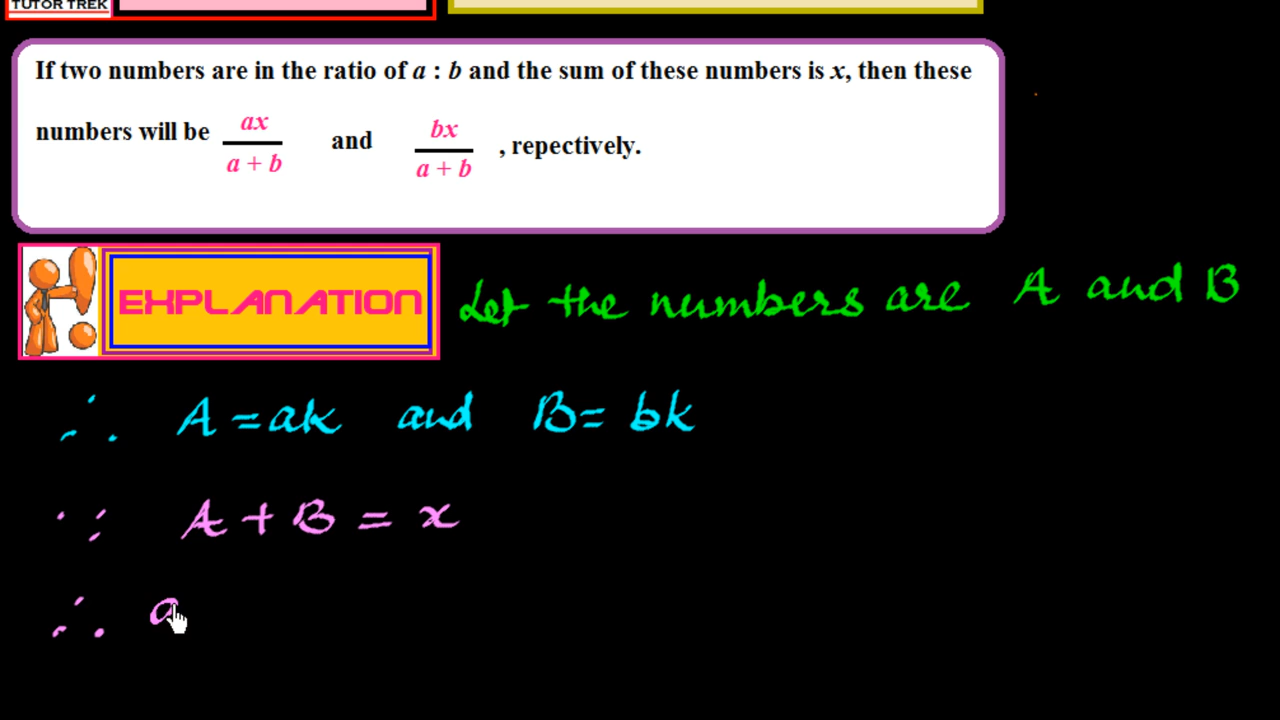 TUTOR TREK
If two numbers are in the ratio of a : b and the sum of these numbers is x, then these
numbers will be ax / a + b and bx / a + b , repectively.
EXPLANATION Let the numbers are A and B
∴ A = ak and B = bk
∵ A + B = x
∴ a